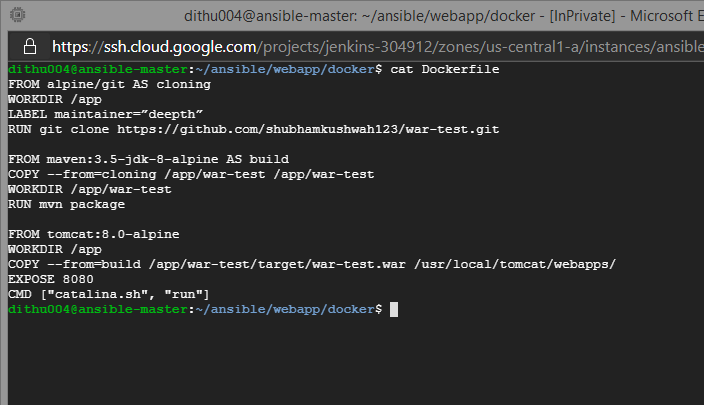 dithu004@ansible-master: ~/ansible/webapp/docker - [InPrivate] - Microsoft E
https://ssh.cloud.google.com/projects/jenkins-304912/zones/us-central1-a/instances/ansible
dithu004@ansible-master:~/ansible/webapp/docker$ cat Dockerfile
FROM alpine/git AS cloning
WORKDIR /app
LABEL maintainer=”deepth”
RUN git clone https://github.com/shubhamkushwah123/war-test.git
FROM maven:3.5-jdk-8-alpine AS build
COPY --from=cloning /app/war-test /app/war-test
WORKDIR /app/war-test
RUN mvn package
FROM tomcat:8.0-alpine
WORKDIR /app
COPY --from=build /app/war-test/target/war-test.war /usr/local/tomcat/webapps/
EXPOSE 8080
CMD ["catalina.sh", "run"]
dithu004@ansible-master:~/ansible/webapp/docker$